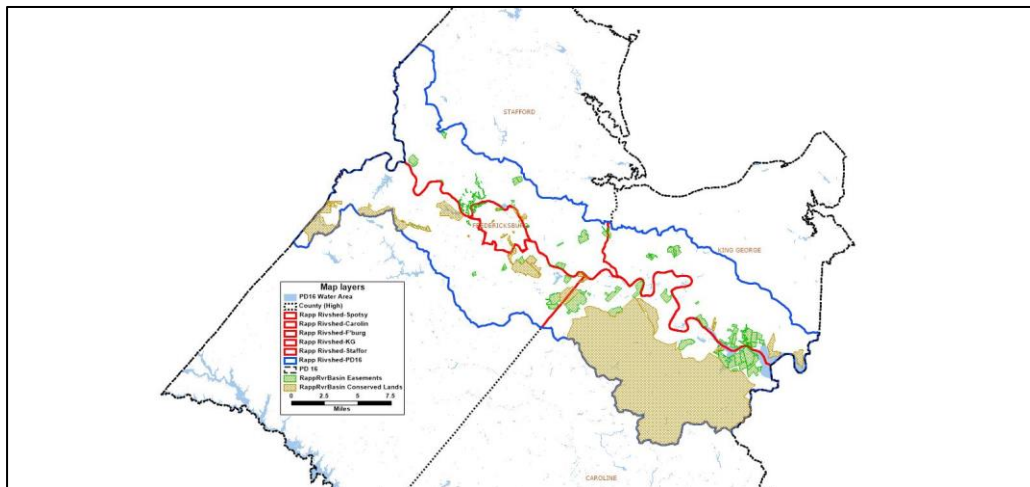 STAFFORD
FREDERICKSBURG
KING GEORGE
Map layers
PD16 Water Area
County (High)
Rapp Rivshed-Spotsy
Rapp Rivshed-Carolin
Rapp Rivshed-F'burg
Rapp Rivshed-KG
Rapp Rivshed-Staffor
Rapp Rivshed-PD16
PD 16
RappRvrBasin Easements
RappRvrBasin Conserved Lands
0 2.5 5 7.5
Miles
CAROLINE